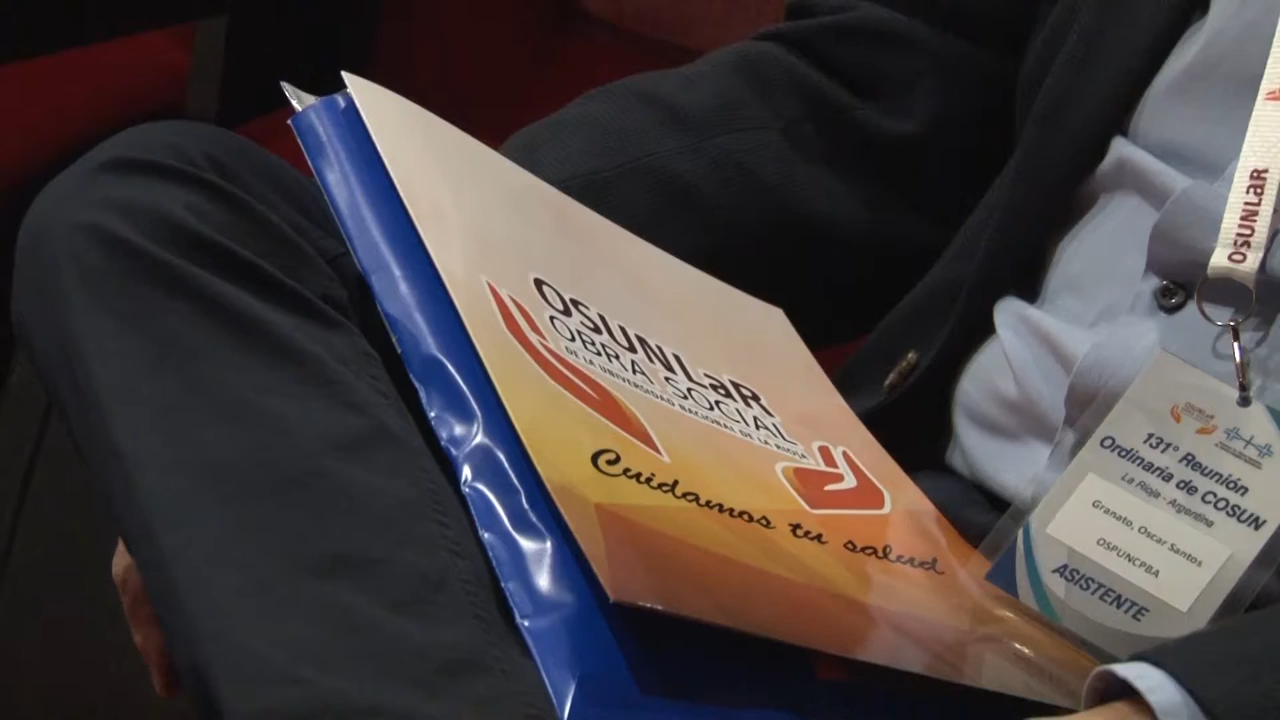 OSUNLaR
OBRA SOCIAL
DE LA UNIVERSIDAD NACIONAL DE LA RIOJA
Cuidamos tu salud
OSUNLaR
OSUNLaR
131° Reunión
Ordinaria de COSUN
La Rioja - Argentina
Granato, Oscar Santos
OSPUNCPBA
ASISTENTE